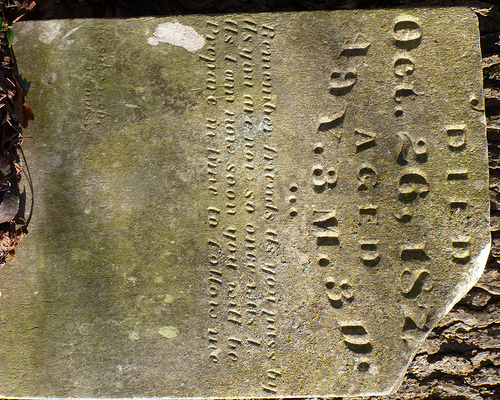 DIED
Oct. 26, 182
AGED
49 Y. 8 M. 8 D.
Remember friends as you pass by
As you are now so once was I
As I am now soon you will be
Prepare in time to follow me